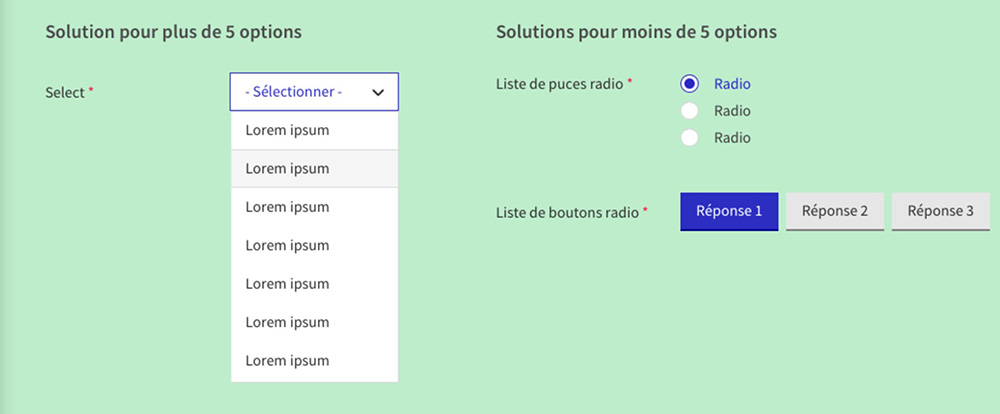 Solution pour plus de 5 options
Select *
- Sélectionner -
Lorem ipsum
Lorem ipsum
Lorem ipsum
Lorem ipsum
Lorem ipsum
Lorem ipsum
Lorem ipsum
Solutions pour moins de 5 options
Liste de puces radio *
Radio
Radio
Radio
Liste de boutons radio *
Réponse 1
Réponse 2
Réponse 3